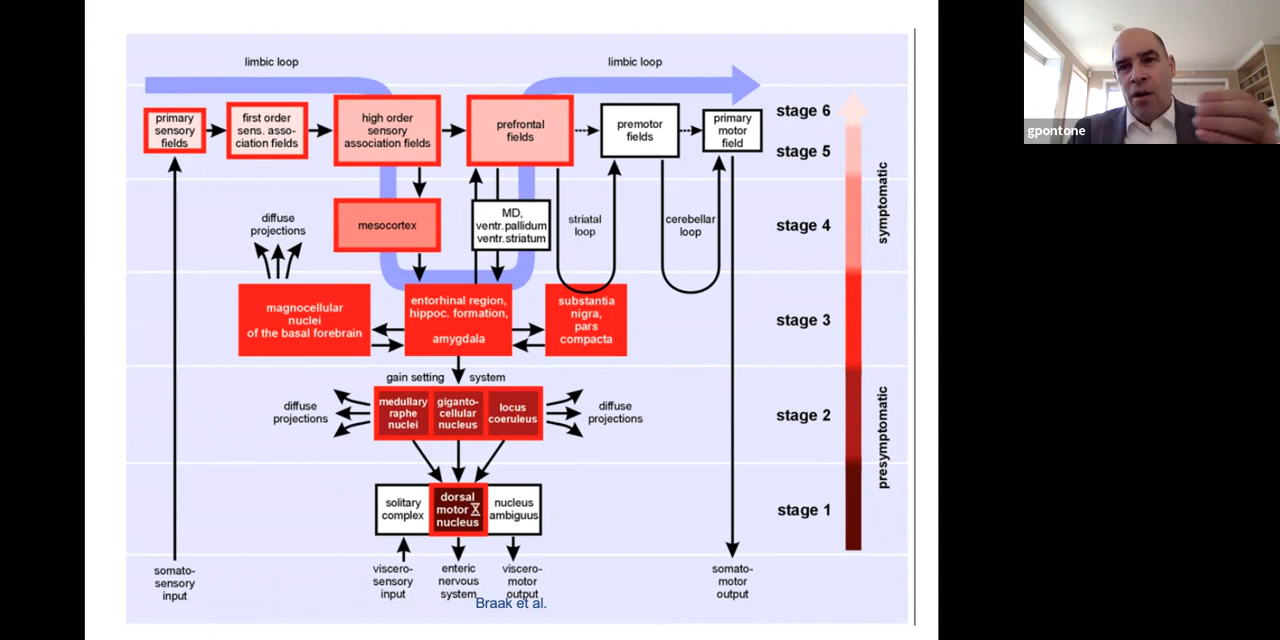 limbic loop
limbic loop
primary
sensory
fields
first order
sens. asso-
ciation fields
high order
sensory
association fields
prefrontal
fields
premotor
fields
primary
motor
field
stage 6
stage 5
gpontone
diffuse
projections
mesocortex
MD,
ventr.pallidum
ventr.striatum
striatal
loop
cerebellar
loop
stage 4
symptomatic
magnocellular
nuclei
of the basal forebrain
entorhinal region,
hippoc. formation,
amygdala
substantia
nigra,
pars
compacta
stage 3
gain setting system
diffuse
projections
medullary
raphe
nuclei
giganto-
cellular
nucleus
locus
coeruleus
diffuse
projections
stage 2
presymptomatic
solitary
complex
dorsal
motor X
nucleus
nucleus
ambiguus
stage 1
somato-
sensory
input
viscero-
sensory
input
enteric
nervous
system
viscero-
motor
output
somato-
motor
output
Braak et al.